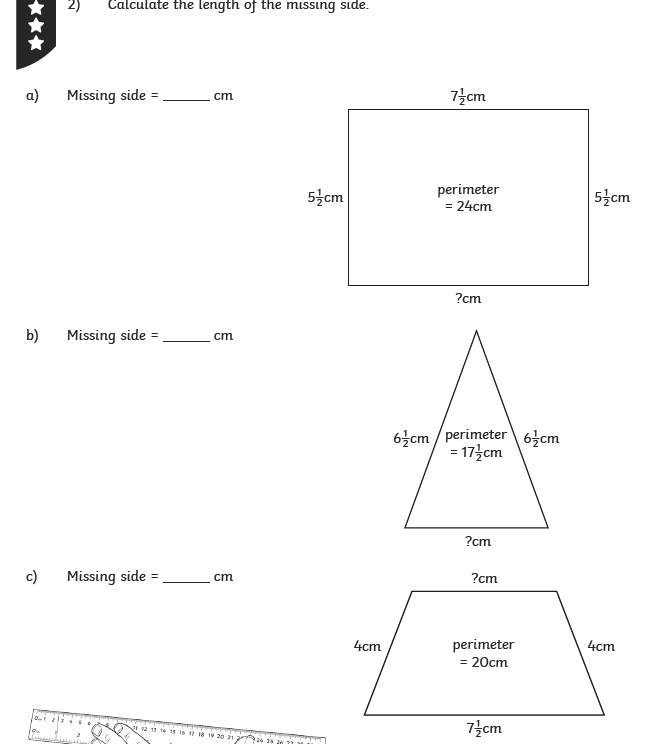 2) Calculate the length of the missing side.
a) Missing side = ______ cm
7½cm
5½cm
perimeter
= 24cm
5½cm
?cm
b) Missing side = ______ cm
6½cm
perimeter
= 17½cm
6½cm
?cm
c) Missing side = ______ cm
?cm
4cm
perimeter
= 20cm
4cm
7½cm